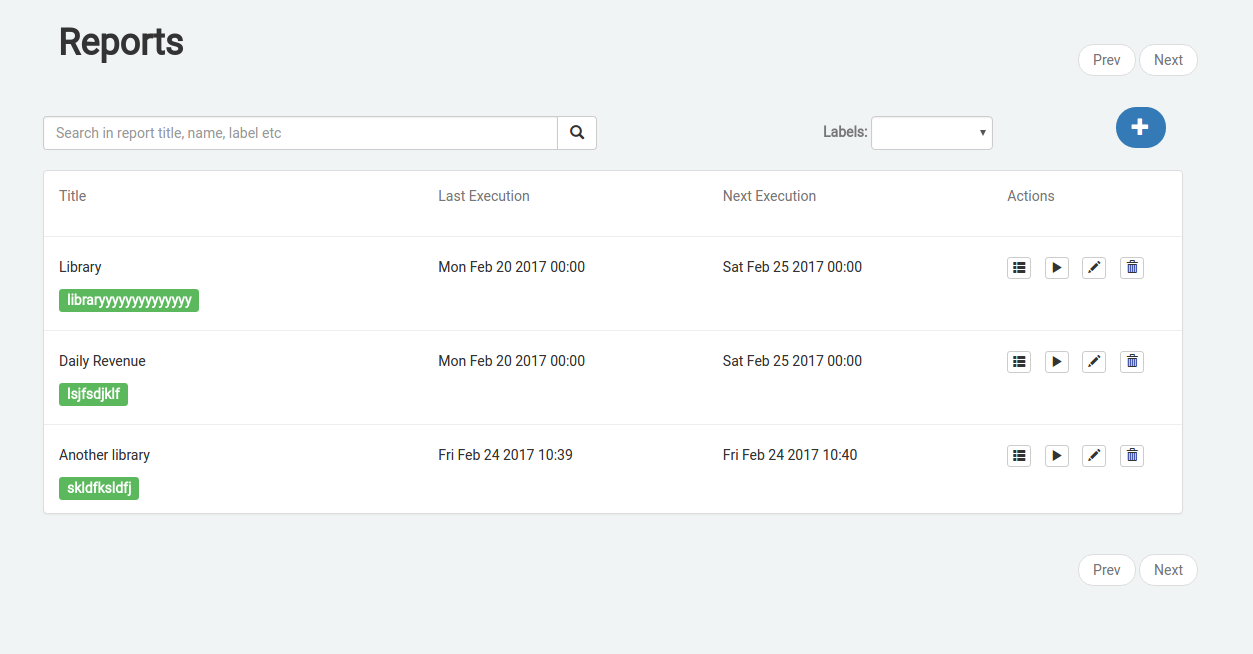 Reports
Prev Next
Search in report title, name, label etc
Labels:
Title Last Execution Next Execution Actions
Library Mon Feb 20 2017 00:00 Sat Feb 25 2017 00:00
libraryyyyyyyyyyyyyy
Daily Revenue Mon Feb 20 2017 00:00 Sat Feb 25 2017 00:00
lsjfsdjklf
Another library Fri Feb 24 2017 10:39 Fri Feb 24 2017 10:40
skldfksldfj
Prev Next